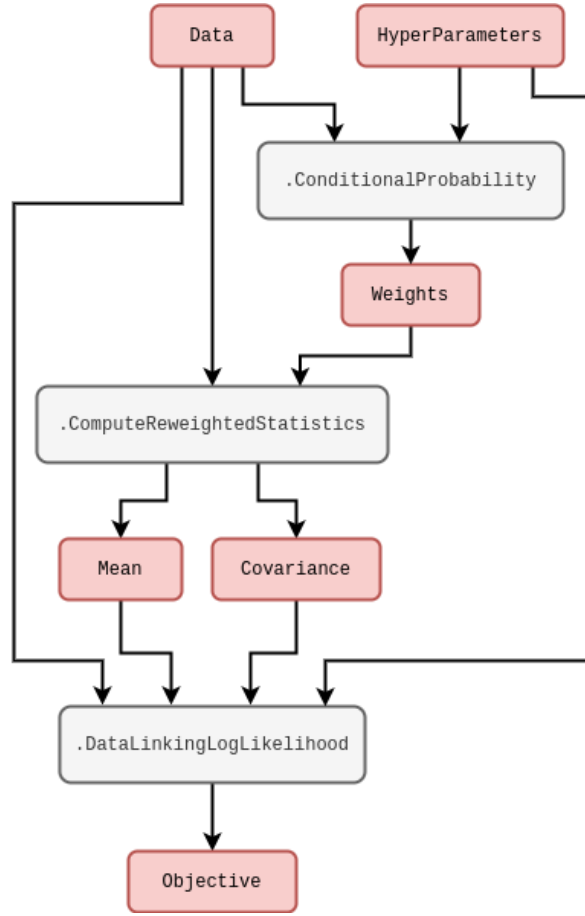 Data
HyperParameters
.ConditionalProbability
Weights
.ComputeReweightedStatistics
Mean
Covariance
.DataLinkingLogLikelihood
Objective